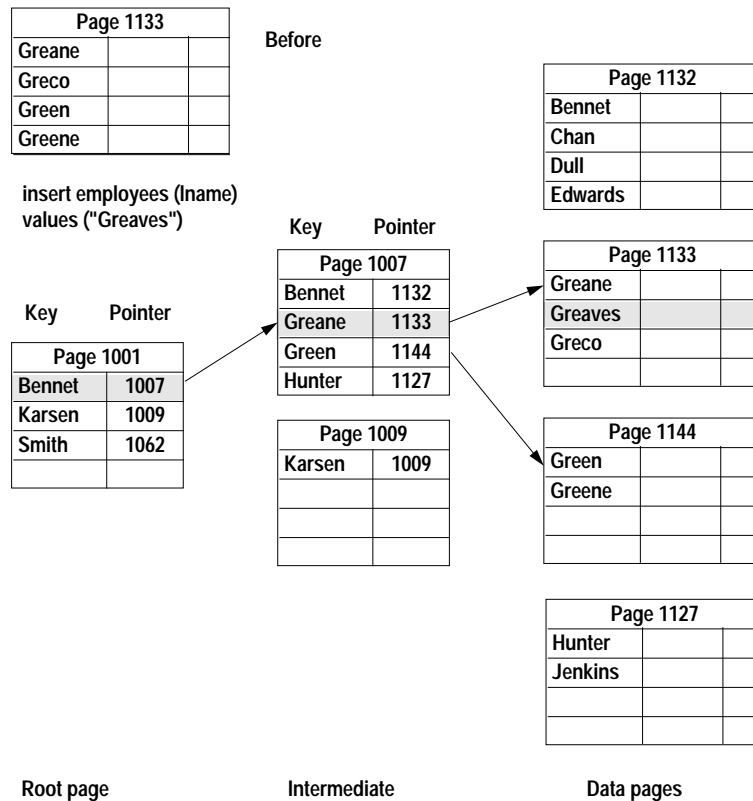 Page 1133
Greane
Greco
Green
Greene
Before
insert employees (lname)
values ("Greaves")
Key Pointer
Page 1001
Bennet 1007
Karsen 1009
Smith 1062
Key Pointer
Page 1007
Bennet 1132
Greane 1133
Green 1144
Hunter 1127
Page 1009
Karsen 1009
Page 1132
Bennet
Chan
Dull
Edwards
Page 1133
Greane
Greaves
Greco
Page 1144
Green
Greene
Page 1127
Hunter
Jenkins
Root page Intermediate Data pages